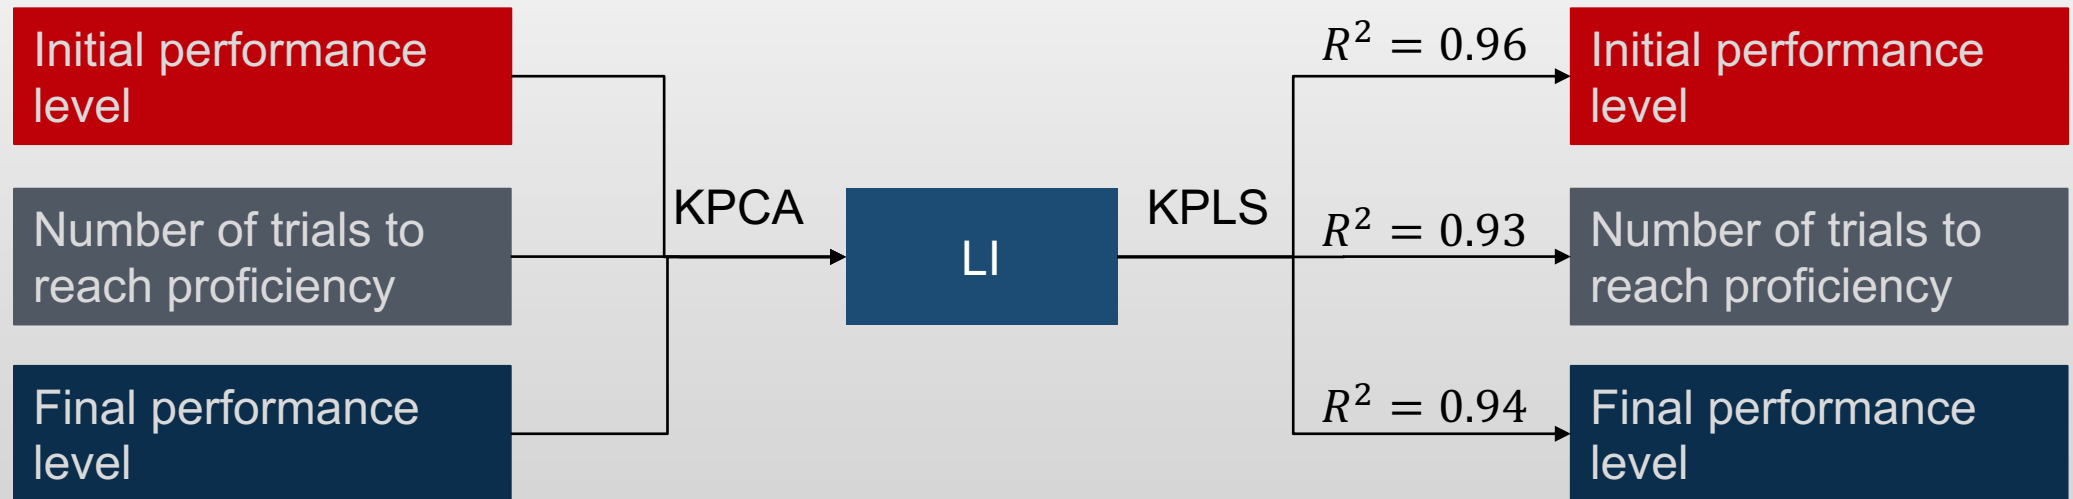 Initial performance
level
Number of trials to
reach proficiency
Final performance
level
KPCA
LI
KPLS
R² = 0.96
R² = 0.93
R² = 0.94
Initial performance
level
Number of trials to
reach proficiency
Final performance
level